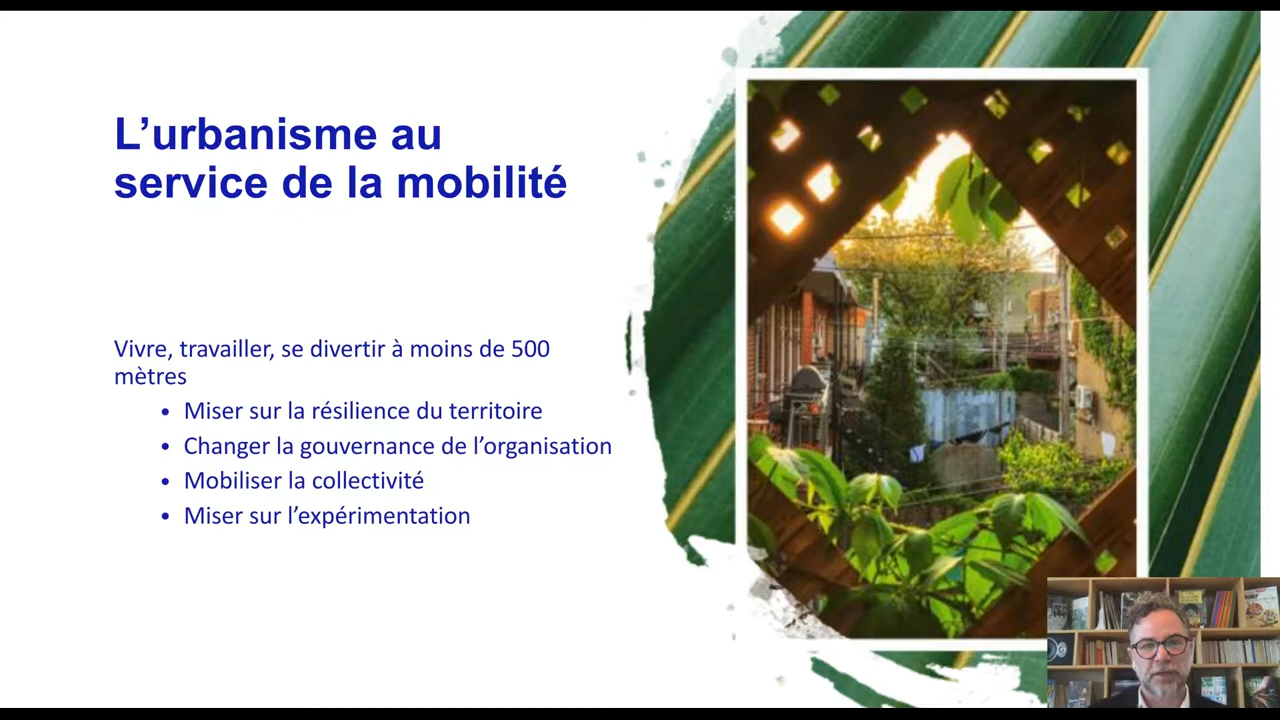 L’urbanisme au
service de la mobilité
Vivre, travailler, se divertir à moins de 500
mètres
• Miser sur la résilience du territoire
• Changer la gouvernance de l’organisation
• Mobiliser la collectivité
• Miser sur l’expérimentation